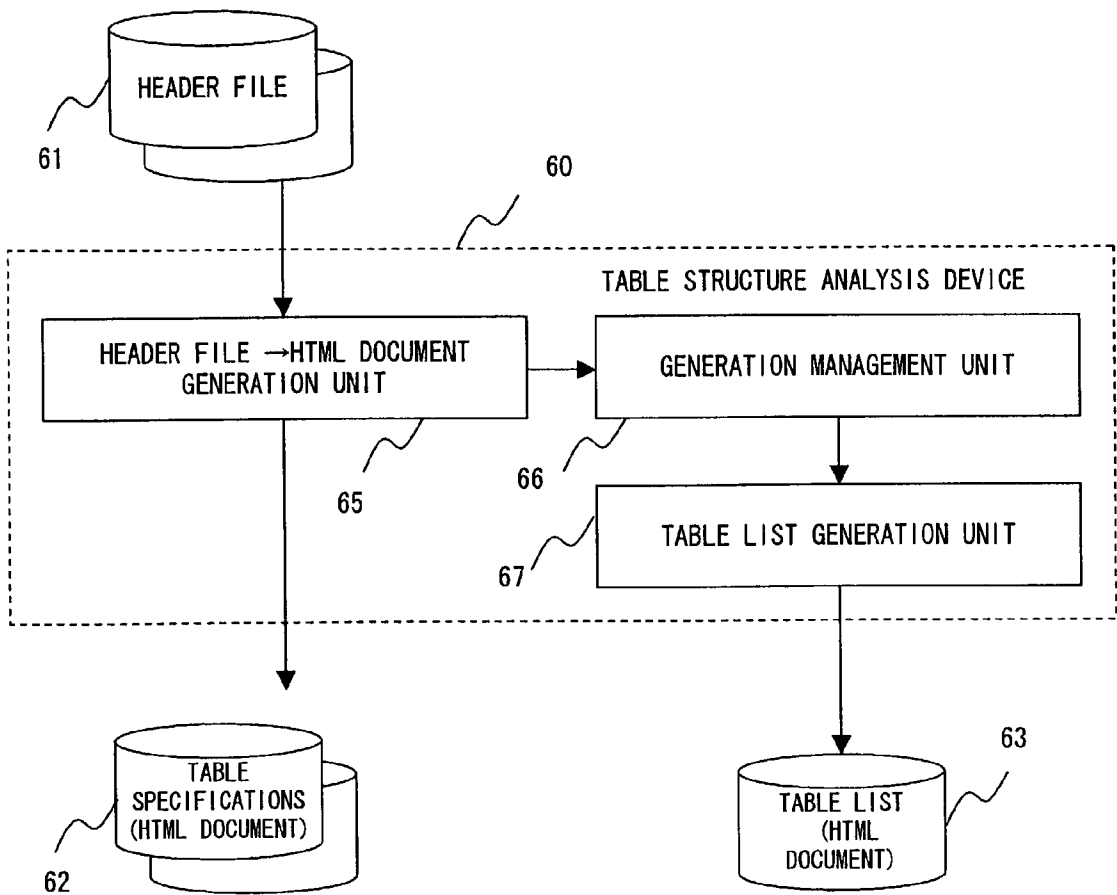 HEADER FILE
61
60
TABLE STRUCTURE ANALYSIS DEVICE
HEADER FILE →HTML DOCUMENT
GENERATION UNIT
GENERATION MANAGEMENT UNIT
65
66
TABLE LIST GENERATION UNIT
67
TABLE
SPECIFICATIONS
(HTML DOCUMENT)
62
63
TABLE LIST
(HTML
DOCUMENT)